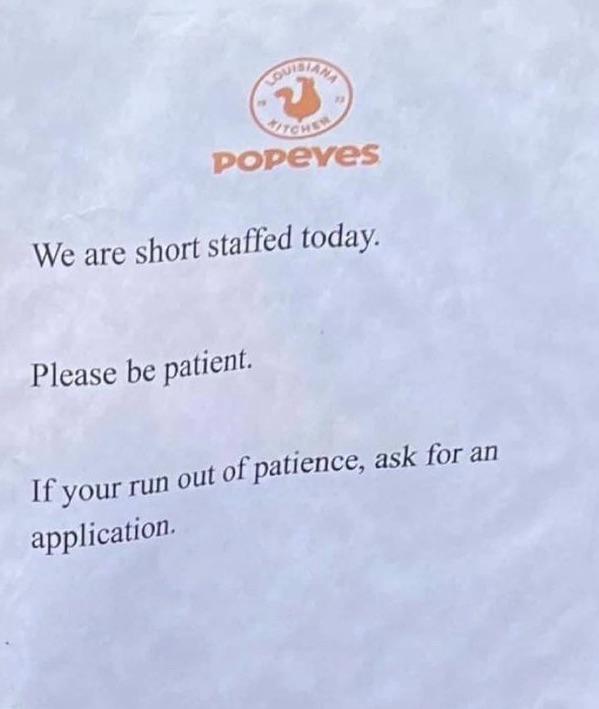 LOUISIANA
KITCHEN
POPeYes
We are short staffed today.
Please be patient.
If your run out of patience, ask for an
application.